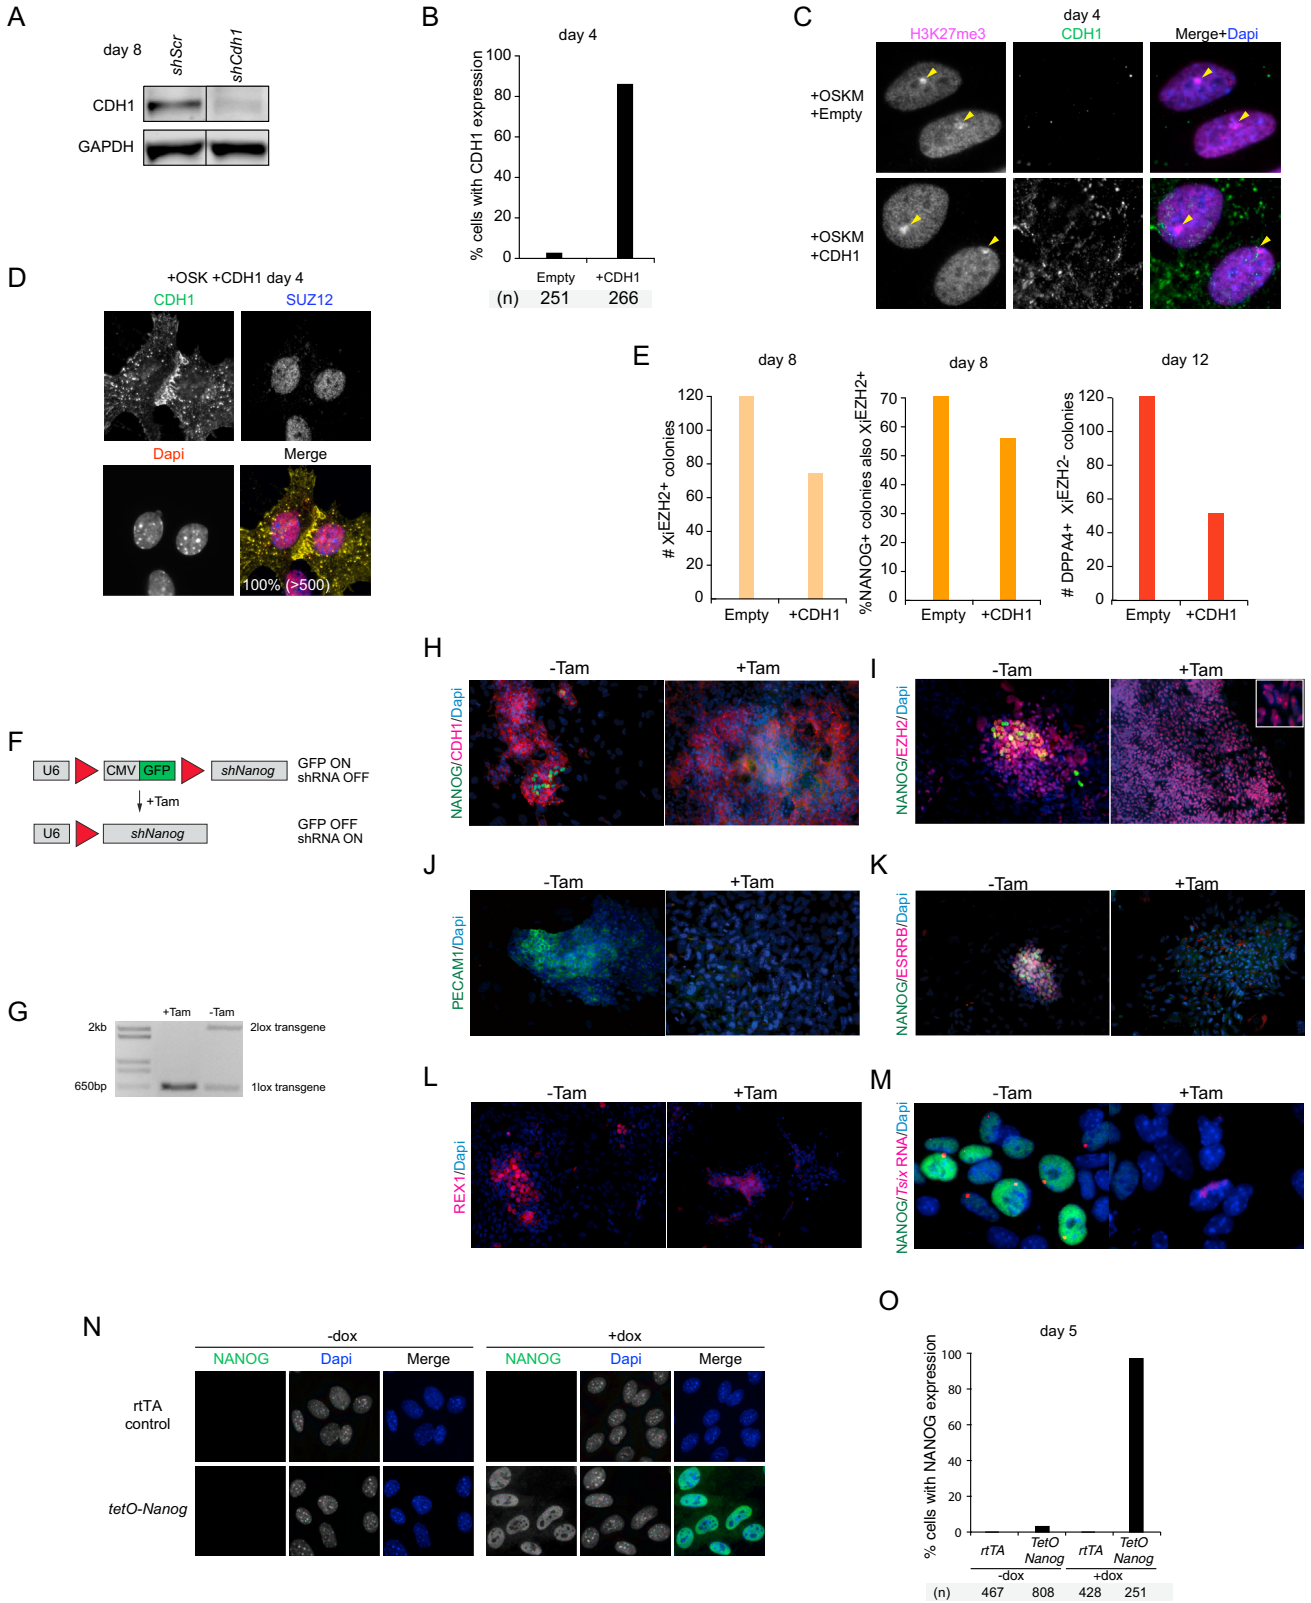 A
day 8
shScr
shCdh1
CDH1
GAPDH
B
day 4
% cells with CDH1 expression
100
80
60
40
20
0
Empty
+CDH1
(n)
251
266
C
day 4
H3K27me3
CDH1
Merge+Dapi
+OSKM
+Empty
+OSKM
+CDH1
D
+OSK +CDH1 day 4
CDH1
SUZ12
Dapi
Merge
100% (>500)
E
day 8
# XiEZH2+ colonies
120
100
80
60
40
20
0
Empty
+CDH1
day 8
%NANOG+ colonies also XiEZH2+
70
60
50
40
30
20
10
0
Empty
+CDH1
day 12
# DPPA4+ XiEZH2- colonies
120
100
80
60
40
20
0
Empty
+CDH1
F
U6
CMV
GFP
shNanog
GFP ON
shRNA OFF
+Tam
U6
shNanog
GFP OFF
shRNA ON
G
+Tam
-Tam
2kb
2lox transgene
650bp
1lox transgene
H
-Tam
+Tam
NANOG/CDH1/Dapi
I
-Tam
+Tam
NANOG/EZH2/Dapi
J
-Tam
+Tam
PECAM1/Dapi
K
-Tam
+Tam
NANOG/ESRRB/Dapi
L
-Tam
+Tam
REX1/Dapi
M
-Tam
+Tam
NANOG/Tsix RNA/Dapi
N
-dox
+dox
NANOG
Dapi
Merge
NANOG
Dapi
Merge
rtTA
control
tetO-Nanog
O
day 5
% cells with NANOG expression
100
80
60
40
20
0
rtTA
TetO
Nanog
rtTA
TetO
Nanog
-dox
+dox
(n)
467
808
428
251